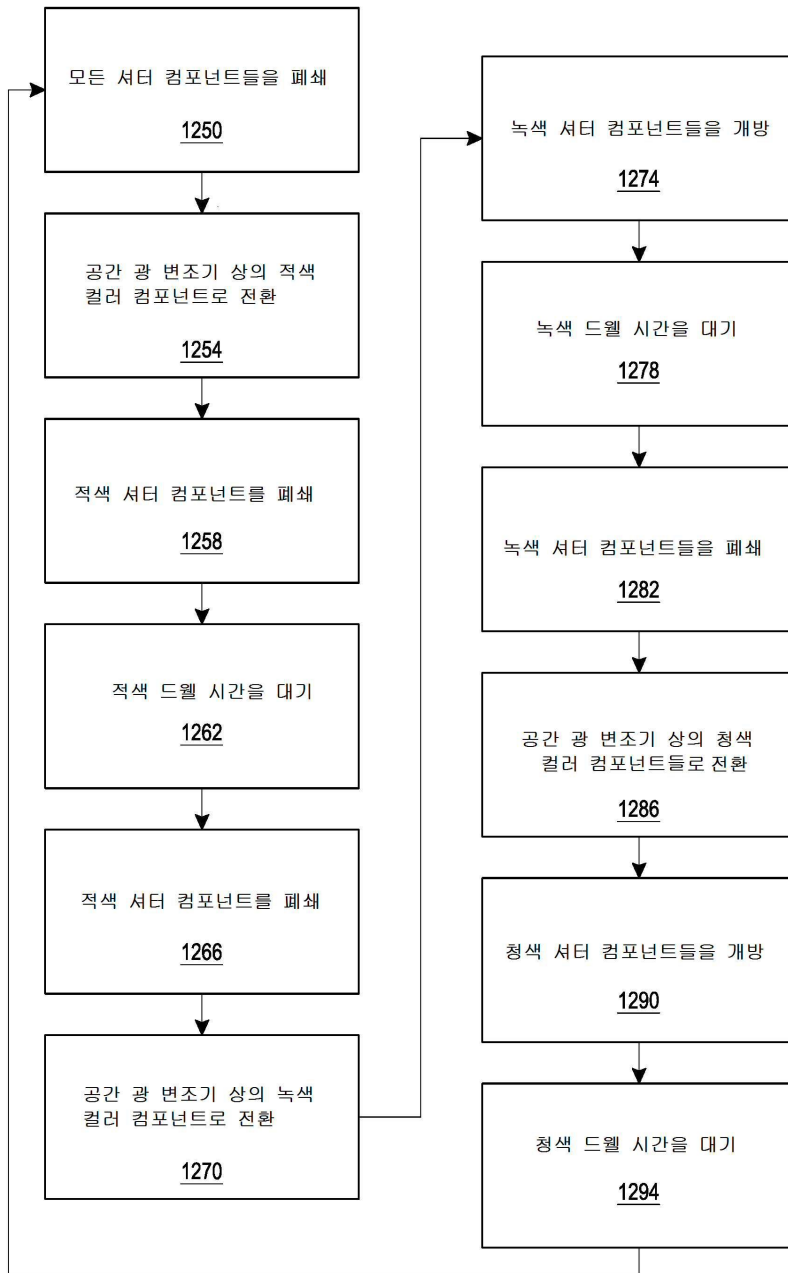 모든 셔터 컴포넌트들을 폐쇄
1250
공간 광 변조기 상의 적색
컬러 컴포넌트로 전환
1254
적색 셔터 컴포넌트를 폐쇄
1258
적색 드웰 시간을 대기
1262
적색 셔터 컴포넌트를 폐쇄
1266
공간 광 변조기 상의 녹색
컬러 컴포넌트로 전환
1270
녹색 셔터 컴포넌트들을 개방
1274
녹색 드웰 시간을 대기
1278
녹색 셔터 컴포넌트들을 폐쇄
1282
공간 광 변조기 상의 청색
컬러 컴포넌트들로 전환
1286
청색 셔터 컴포넌트들을 개방
1290
청색 드웰 시간을 대기
1294